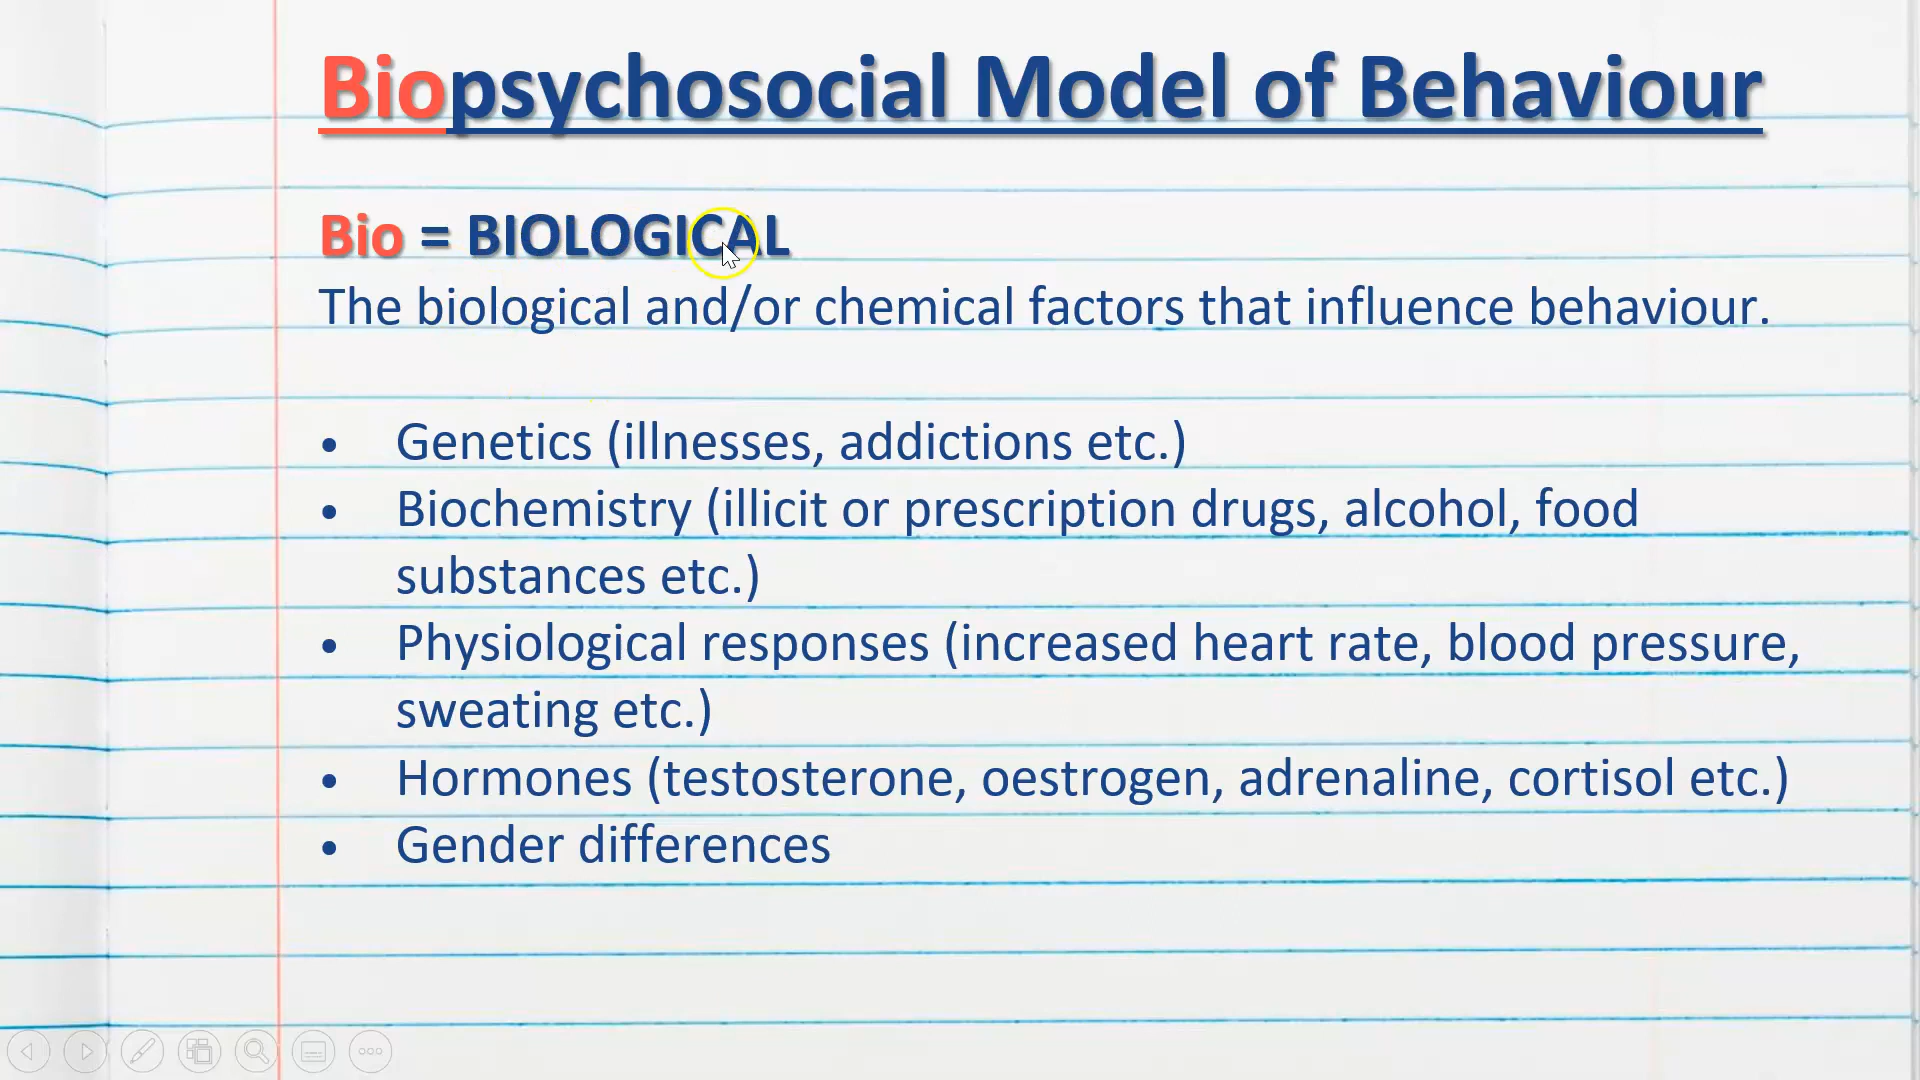 Biopsychosocial Model of Behaviour
Bio = BIOLOGICAL
The biological and/or chemical factors that influence behaviour.
• Genetics (illnesses, addictions etc.)
• Biochemistry (illicit or prescription drugs, alcohol, food
substances etc.)
• Physiological responses (increased heart rate, blood pressure,
sweating etc.)
• Hormones (testosterone, oestrogen, adrenaline, cortisol etc.)
• Gender differences